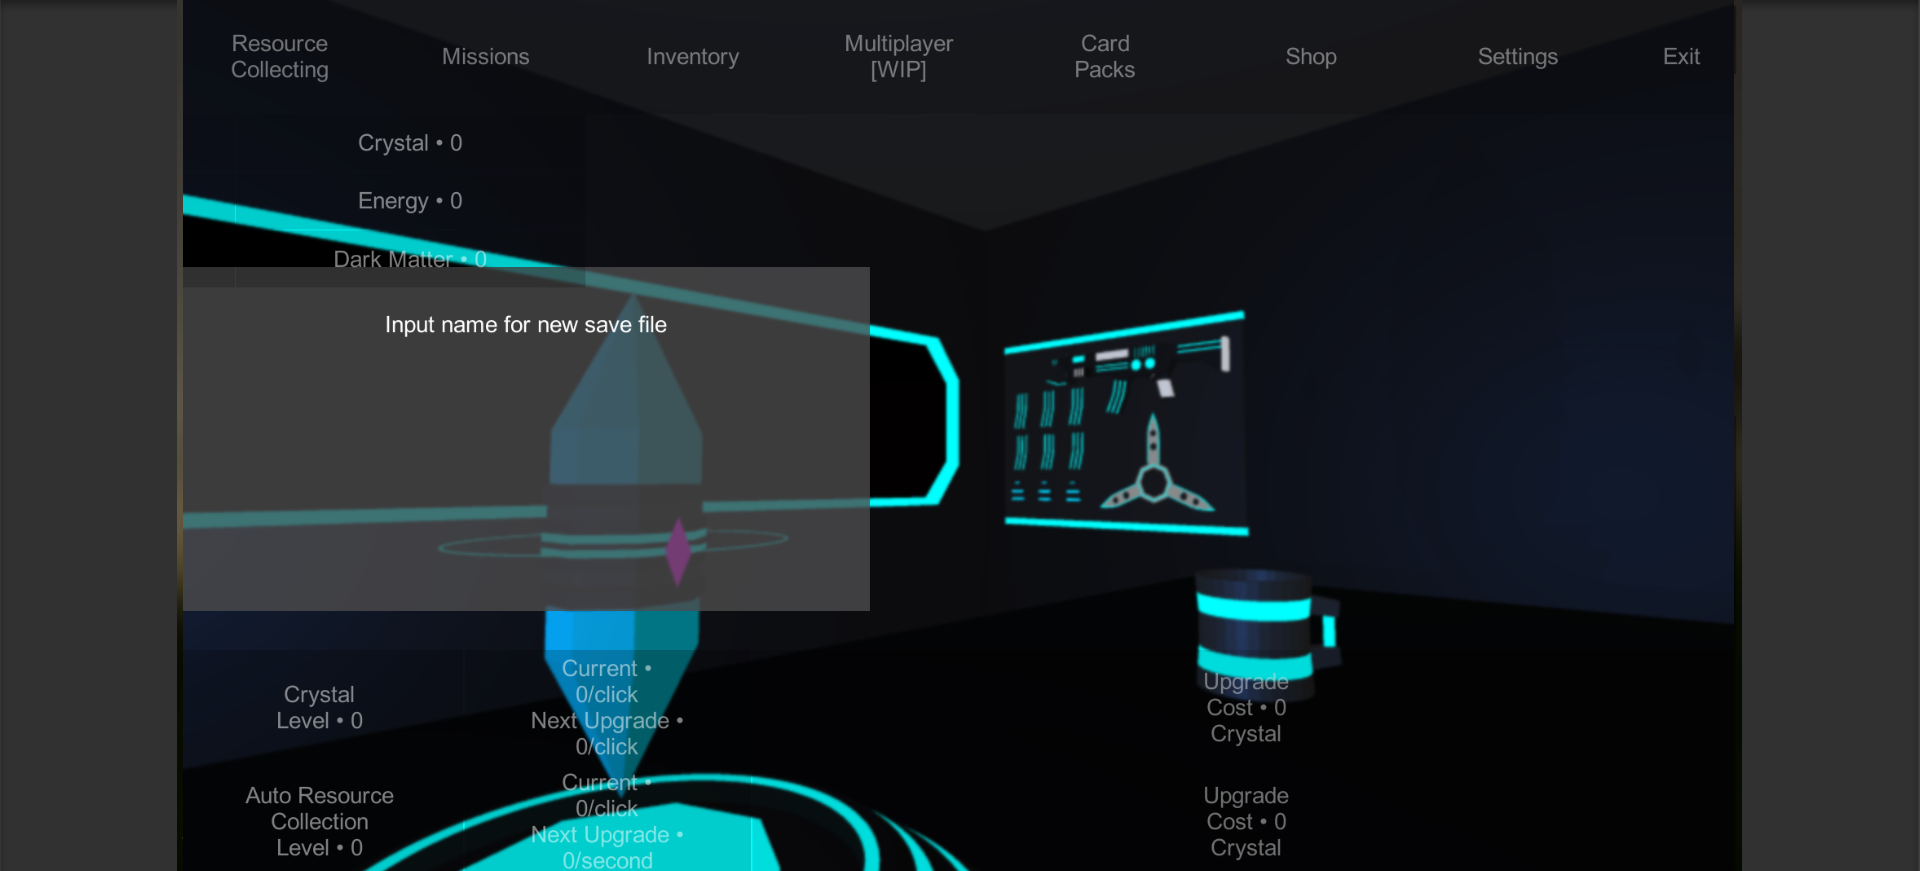 Resource
Collecting
Missions
Inventory
Multiplayer
[WIP]
Card
Packs
Shop
Settings
Exit
Crystal • 0
Energy • 0
Dark Matter • 0
Input name for new save file
Crystal
Level • 0
Current •
0/click
Next Upgrade •
0/click
Upgrade
Cost • 0
Crystal
Auto Resource
Collection
Level • 0
Current •
0/click
Next Upgrade •
0/second
Upgrade
Cost • 0
Crystal